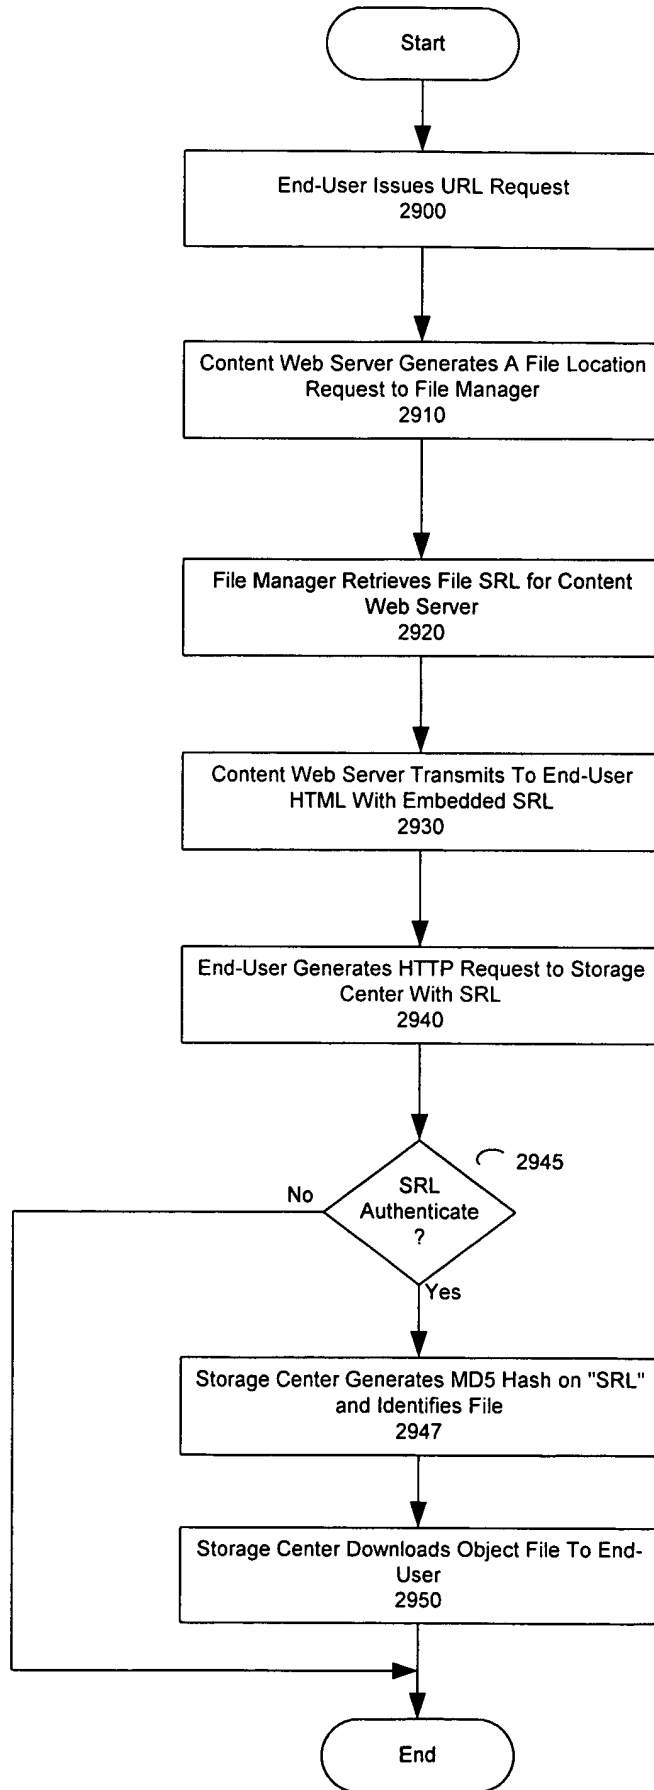 Start
End-User Issues URL Request
2900
Content Web Server Generates A File Location
Request to File Manager
2910
File Manager Retrieves File SRL for Content
Web Server
2920
Content Web Server Transmits To End-User
HTML With Embedded SRL
2930
End-User Generates HTTP Request to Storage
Center With SRL
2940
2945
No
SRL
Authenticate
?
Yes
Storage Center Generates MD5 Hash on "SRL"
and Identifies File
2947
Storage Center Downloads Object File To End-
User
2950
End